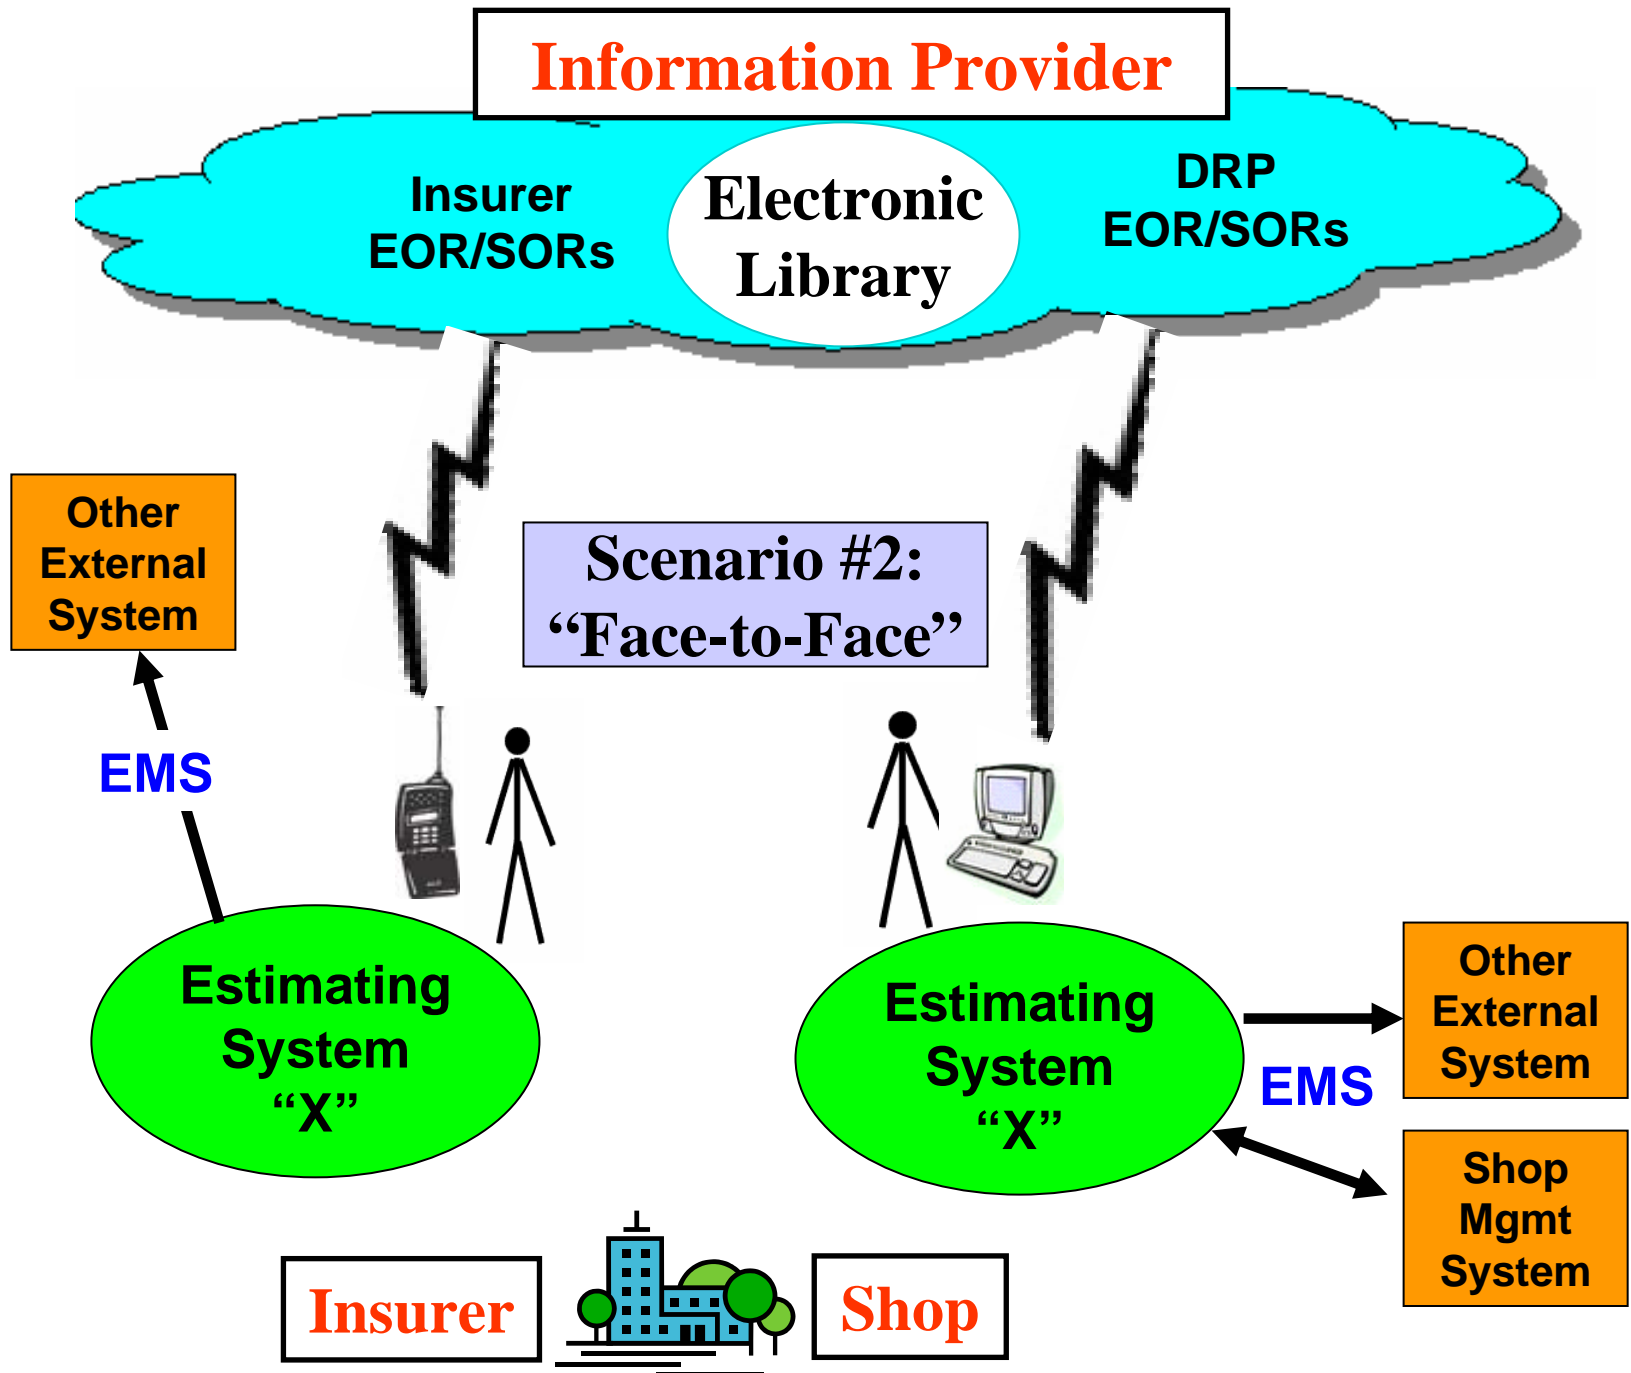 Information Provider
Insurer
EOR/SORs
Electronic
Library
DRP
EOR/SORs
Other
External
System
Scenario #2:
“Face-to-Face”
EMS
Estimating
System
“X”
Estimating
System
“X”
Other
External
System
EMS
Shop
Mgmt
System
Insurer
Shop